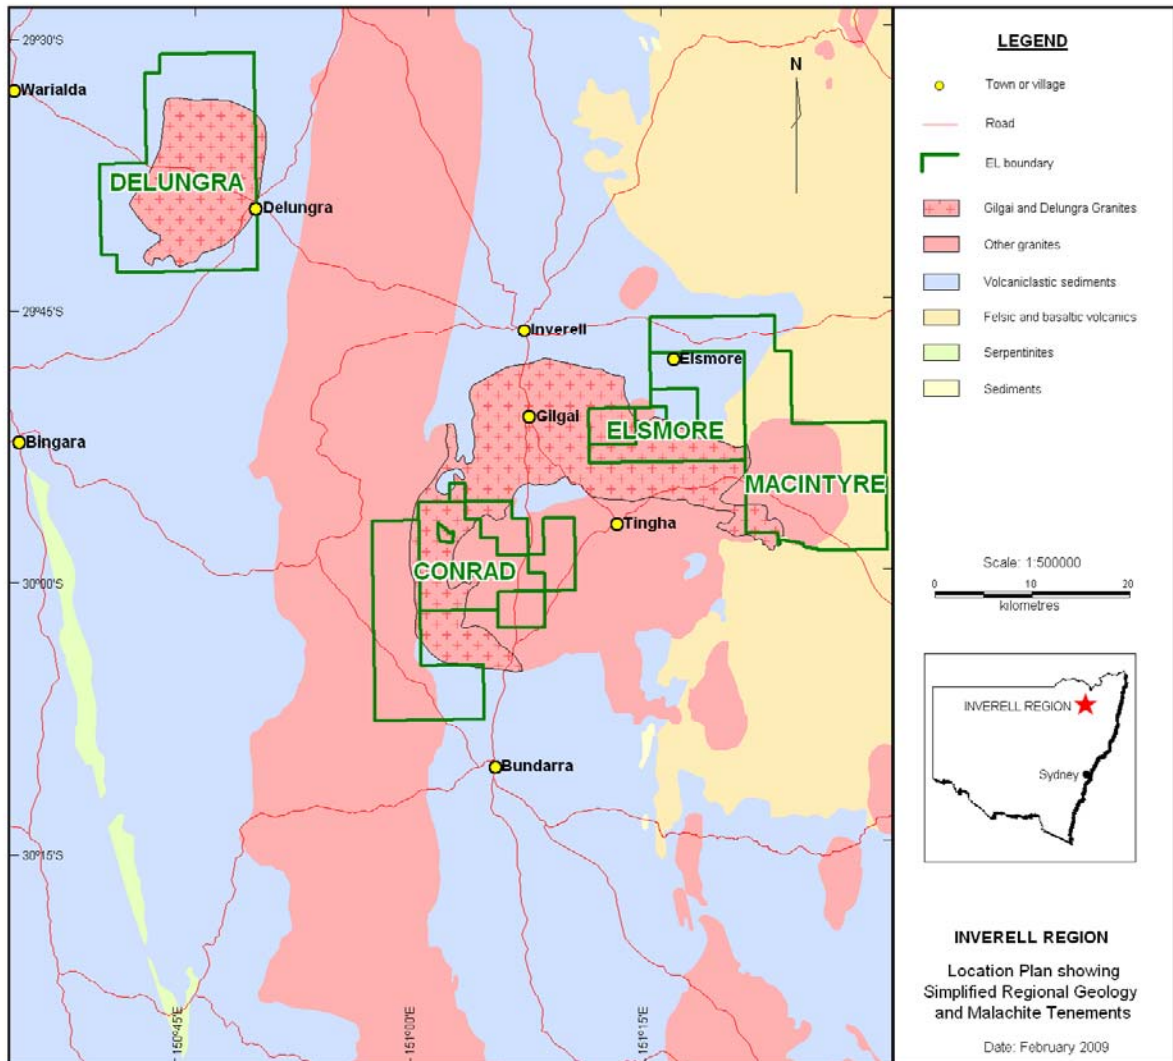 29°30'S
Warialda
DELUNGRA
Delungra
N
29°45'S
Inverell
Elsmore
Gilgai
ELSMORE
Bingara
MACINTYRE
Tingha
CONRAD
30°00'S
Bundarra
30°15'S
150°45'E
151°00'E
151°15'E
LEGEND
Town or village
Road
EL boundary
Gilgai and Delungra Granites
Other granites
Volcaniclastic sediments
Felsic and basaltic volcanics
Serpentinites
Sediments
Scale: 1:500000
0 10 20
kilometres
INVERELL REGION
Sydney
INVERELL REGION
Location Plan showing
Simplified Regional Geology
and Malachite Tenements
Date: February 2009